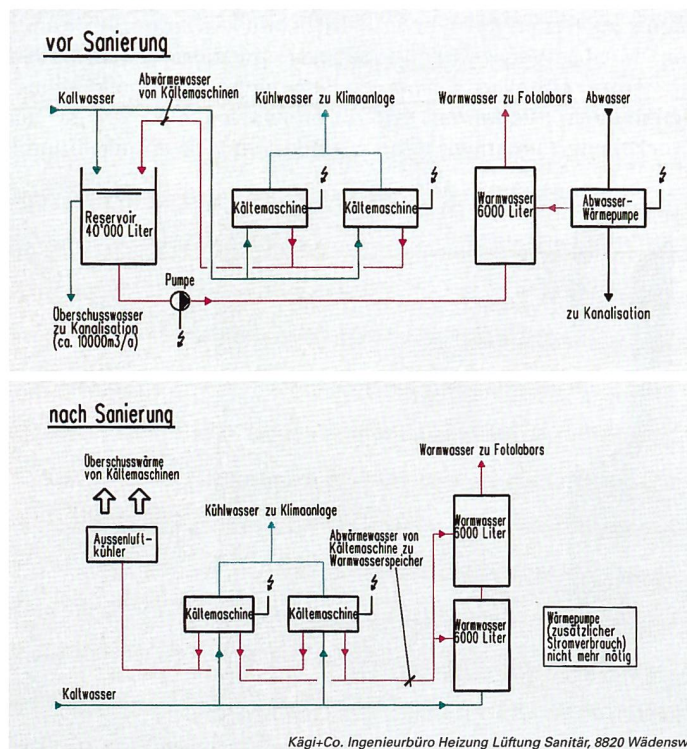 vor Sanierung
Abwärmewasser
von Kältemaschinen
Kaltwasser
Kühlwasser zu Klimaanlage
Warmwasser zu Fotolabors
Abwasser
Reservoir
40'000 Liter
Kältemaschine
Kältemaschine
Warmwasser
6000 Liter
Abwasser-
Wärmepumpe
Pumpe
Überschusswasser
zu Kanalisation
(ca. 10000m3/a)
zu Kanalisation
nach Sanierung
Überschusswärme
von Kältemaschinen
Aussenluft-
kühler
Kühlwasser zu Klimaanlage
Abwärmewasser von
Kältemaschine zu
Warmwasserspeicher
Warmwasser zu Fotolabors
Warmwasser
6000 Liter
Kältemaschine
Kältemaschine
Warmwasser
6000 Liter
Wärmepumpe
(zusätzlicher
Stromverbrauch)
nicht mehr nötig
Kaltwasser
Kägi+Co. Ingenieurbüro Heizung Lüftung Sanitär, 8820 Wädensw